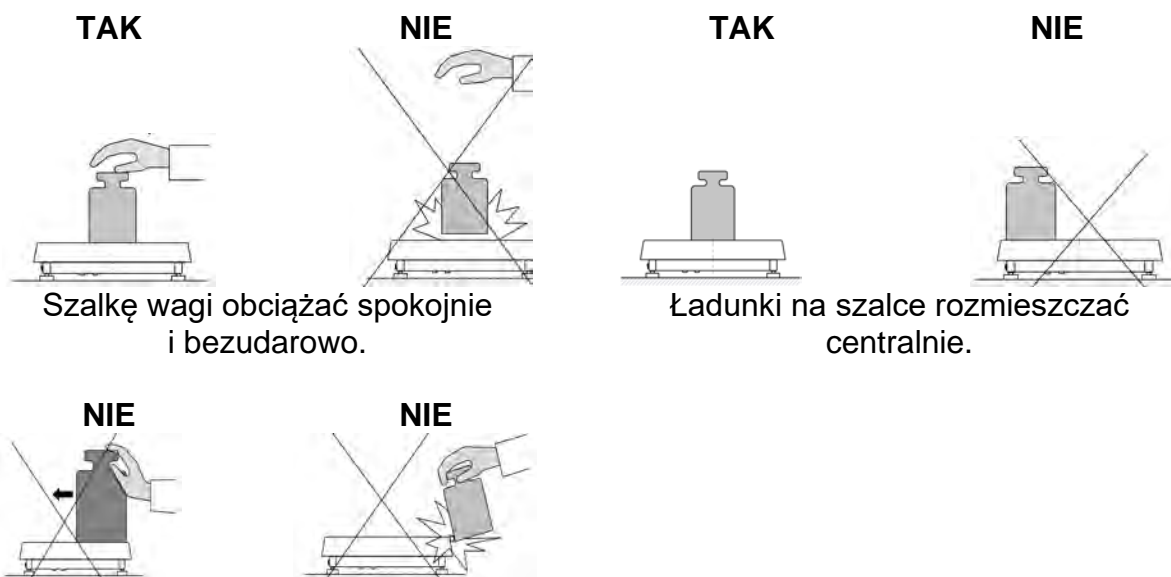 TAK
NIE
TAK
NIE
Szalkę wagi obciążać spokojnie
i bezudarowo.
Ładunki na szalce rozmieszczać
centralnie.
NIE
NIE